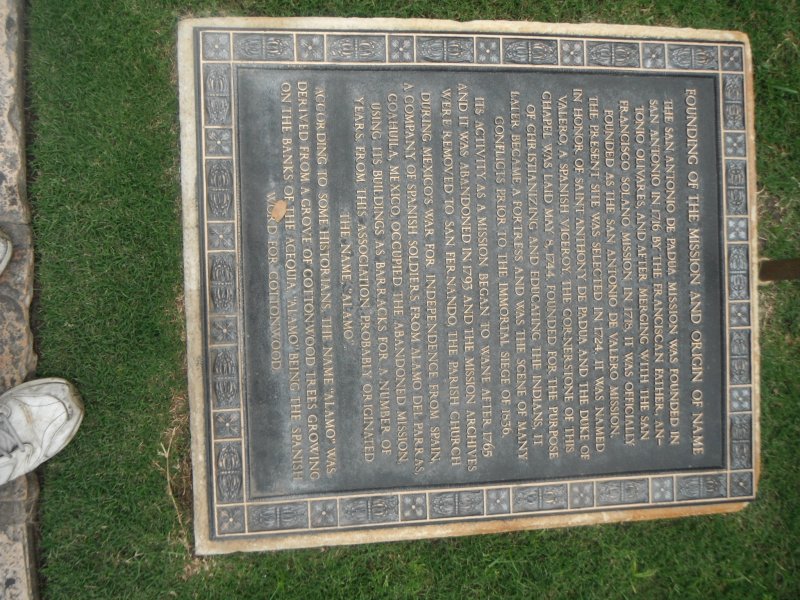 FOUNDING OF THE MISSION AND ORIGIN OF NAME
THE SAN ANTONIO DE PADUA MISSION WAS FOUNDED IN
SAN ANTONIO IN 1716 BY THE FRANCISCAN FATHER, AN-
TONIO OLIVARES AND AFTER MERGING WITH THE SAN
FRANCISCO SOLANO MISSION IN 1718, IT WAS OFFICIALLY
FOUNDED AS THE SAN ANTONIO DE VALERO MISSION.
THE PRESENT SITE WAS SELECTED IN 1724. IT WAS NAMED
IN HONOR OF SAINT ANTHONY DE PADUA AND THE DUKE OF
VALERO, A SPANISH VICEROY. THE CORNERSTONE OF THIS
CHAPEL WAS LAID MAY 8, 1744. FOUNDED FOR THE PURPOSE
OF CHRISTIANIZING AND EDUCATING THE INDIANS, IT
LATER BECAME A FORTRESS AND WAS THE SCENE OF MANY
CONFLICTS PRIOR TO THE IMMORTAL SIEGE OF 1836.
ITS ACTIVITY AS A MISSION BEGAN TO WANE AFTER 1765
AND IT WAS ABANDONED IN 1793 AND THE MISSION ARCHIVES
WERE REMOVED TO SAN FERNANDO, THE PARISH CHURCH
DURING MEXICO'S WAR FOR INDEPENDENCE FROM SPAIN,
A COMPANY OF SPANISH SOLDIERS FROM ALAMO DEL PARRAS,
COAHUILA, MEXICO, OCCUPIED THE ABANDONED MISSION,
USING ITS BUILDINGS AS BARRACKS FOR A NUMBER OF
YEARS. FROM THIS ASSOCIATION PROBABLY ORIGINATED
THE NAME "ALAMO"
ACCORDING TO SOME HISTORIANS, THE NAME "ALAMO" WAS
DERIVED FROM A GROVE OF COTTONWOOD TREES GROWING
ON THE BANKS OF THE ACEQUIA, "ALAMO" BEING THE SPANISH
WORD FOR COTTONWOOD.